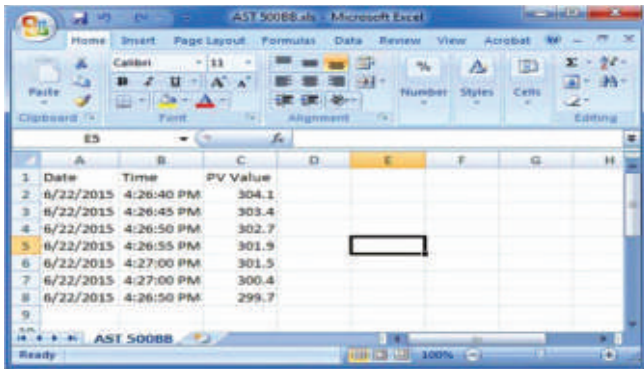 AST 500BB.xls - Microsoft Excel
Home Insert Page Layout Formulas Data Review View Acrobat
Calibri 11
B I U A A
Paste Number Styles Cells
Clipboard Font Alignment Editing
E5 fx
A B C D E F G H
1 Date Time PV Value
2 6/22/2015 4:26:40 PM 304.1
3 6/22/2015 4:26:45 PM 303.4
4 6/22/2015 4:26:50 PM 302.7
5 6/22/2015 4:26:55 PM 301.9
6 6/22/2015 4:27:00 PM 301.5
7 6/22/2015 4:27:00 PM 300.4
8 6/22/2015 4:26:50 PM 299.7
9
AST 500BB
Ready 100%